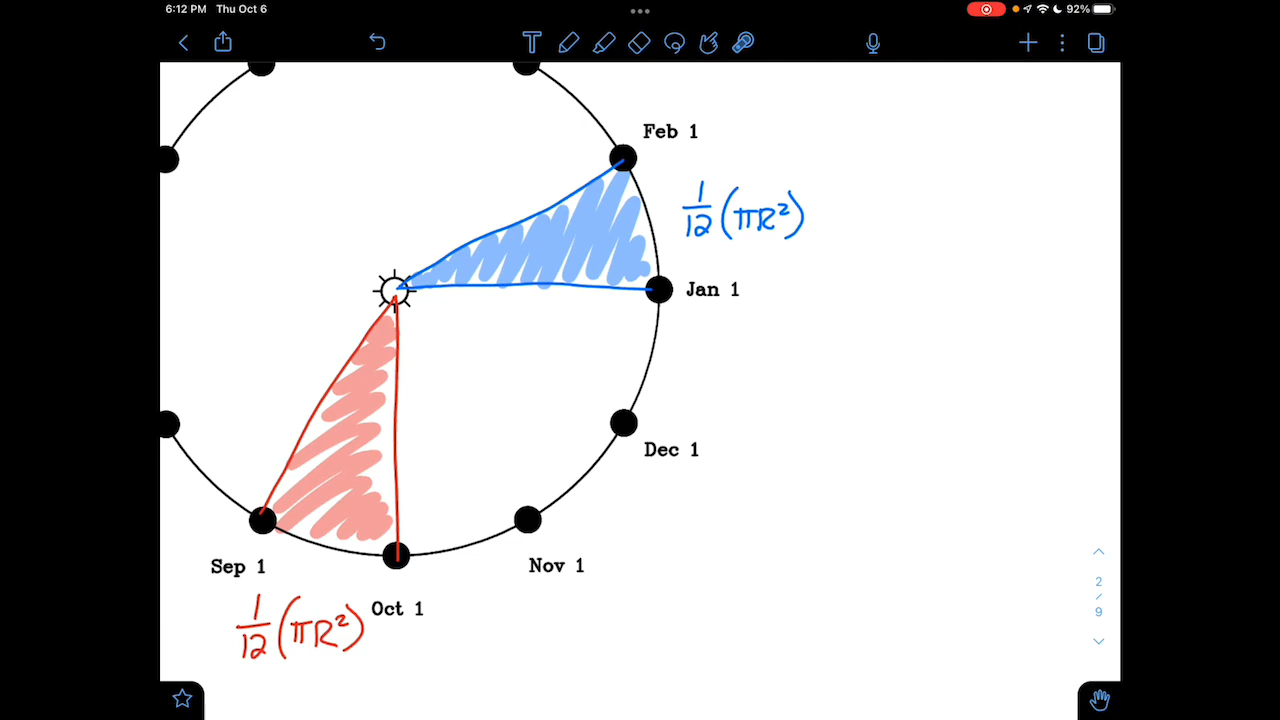 6:12 PM Thu Oct 6
92%
Feb 1
1/12 (πR²)
Jan 1
Dec 1
Nov 1
Sep 1
Oct 1
1/12 (πR²)
2
/
9